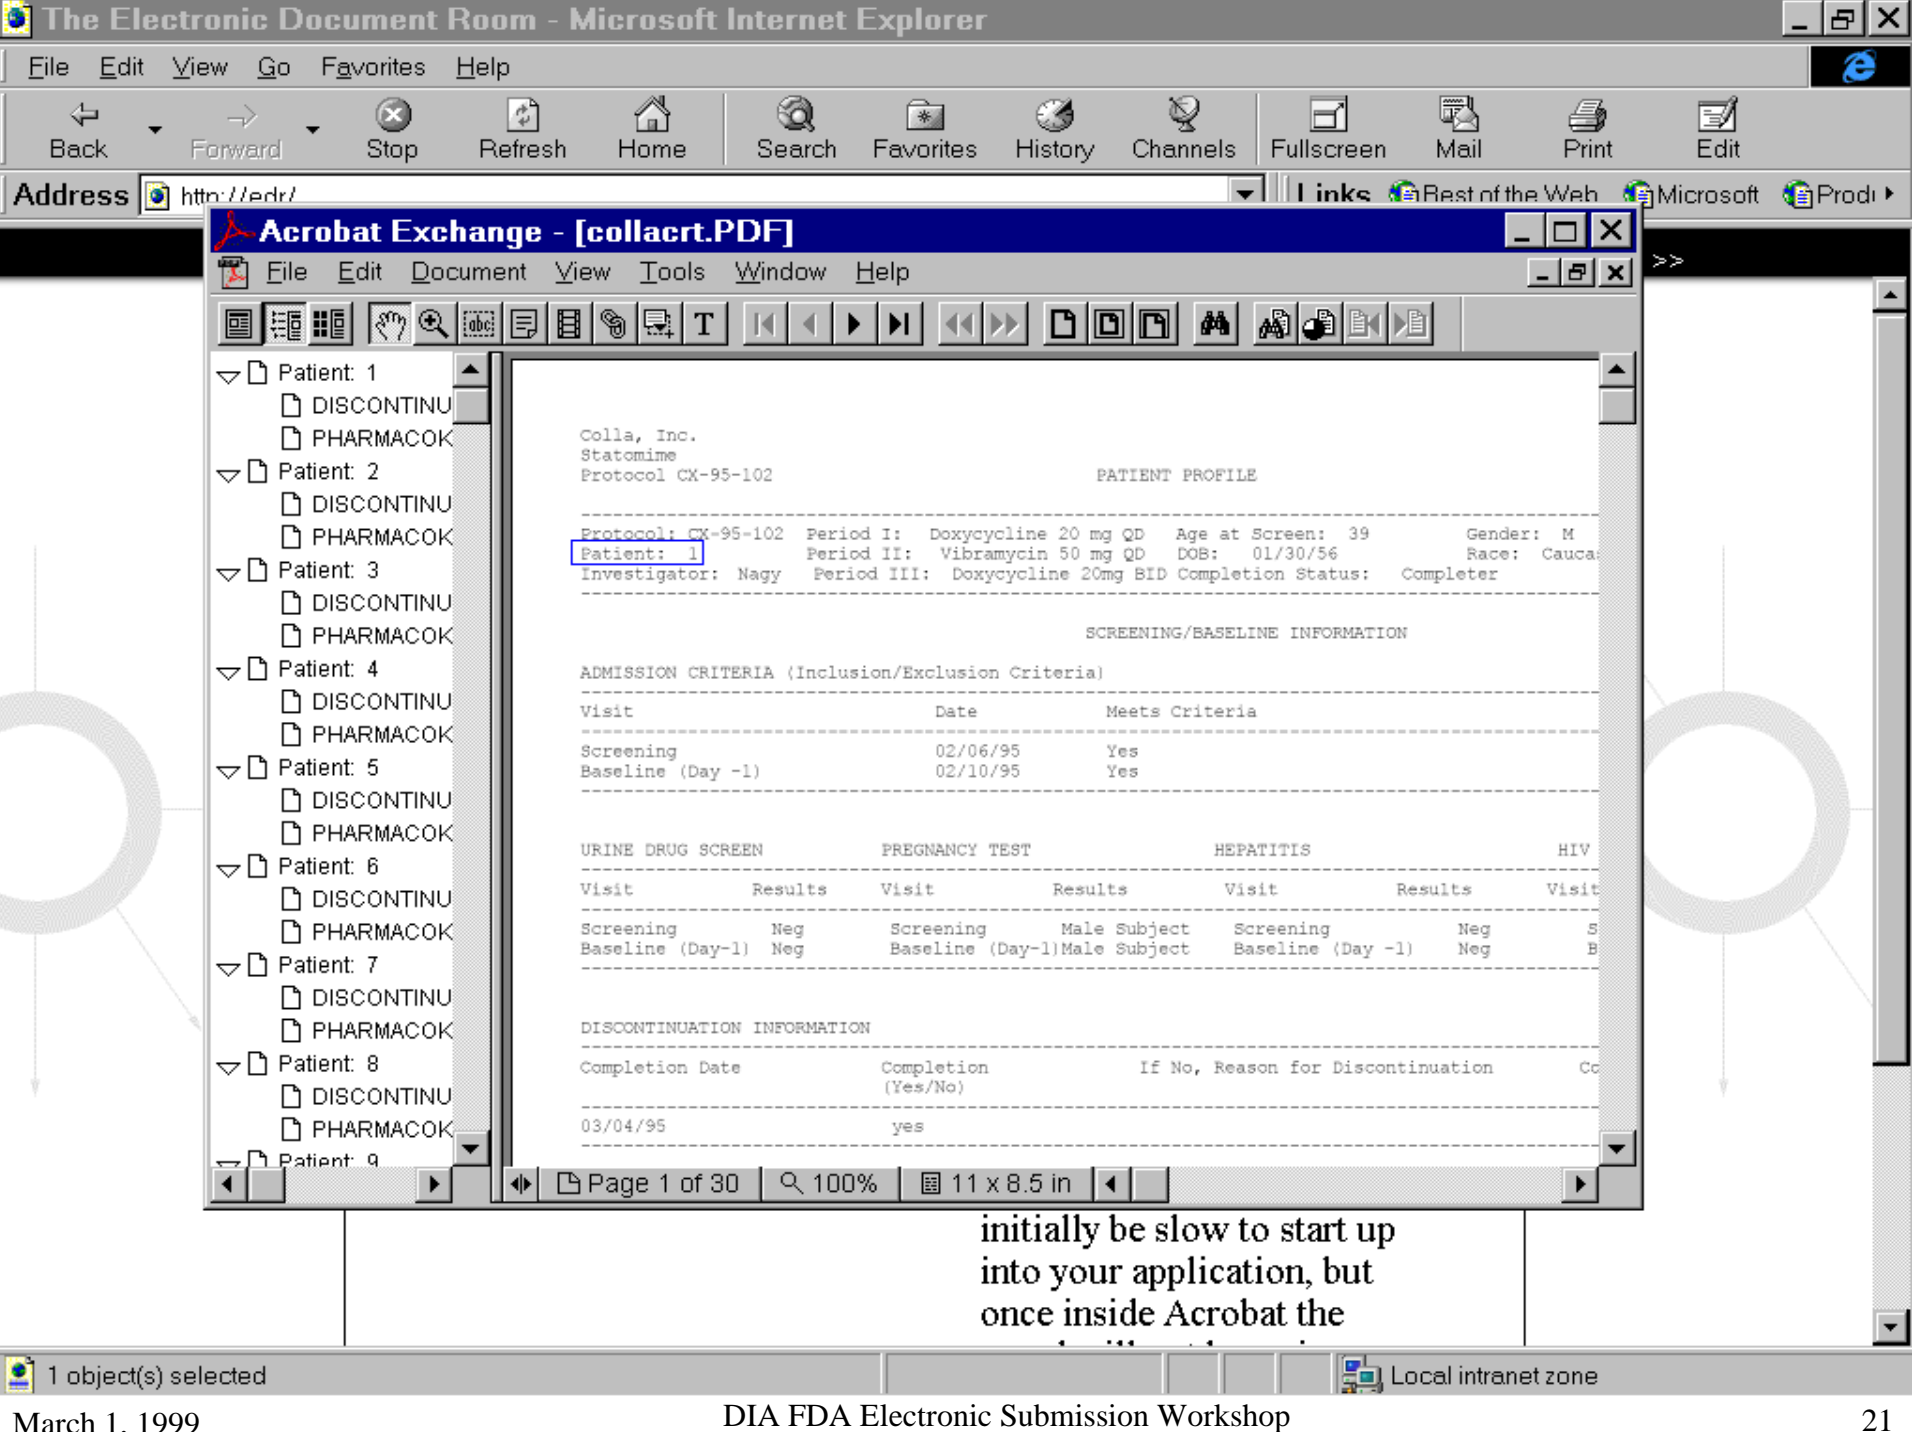 The Electronic Document Room - Microsoft Internet Explorer
File Edit View Go Favorites Help
Back Forward Stop Refresh Home Search Favorites History Channels Fullscreen Mail Print Edit
Address http://edr/ Links Best of the Web Microsoft Produ
>>
Acrobat Exchange - [collacrt.PDF]
File Edit Document View Tools Window Help
Patient: 1
DISCONTINU
PHARMACOK
Patient: 2
DISCONTINU
PHARMACOK
Patient: 3
DISCONTINU
PHARMACOK
Patient: 4
DISCONTINU
PHARMACOK
Patient: 5
DISCONTINU
PHARMACOK
Patient: 6
DISCONTINU
PHARMACOK
Patient: 7
DISCONTINU
PHARMACOK
Patient: 8
DISCONTINU
PHARMACOK
Patient: 9
Colla, Inc.
Statomime
Protocol CX-95-102 PATIENT PROFILE
Protocol: CX-95-102 Period I: Doxycycline 20 mg QD Age at Screen: 39 Gender: M
Patient: 1 Period II: Vibramycin 50 mg QD DOB: 01/30/56 Race: Cauca
Investigator: Nagy Period III: Doxycycline 20mg BID Completion Status: Completer
SCREENING/BASELINE INFORMATION
ADMISSION CRITERIA (Inclusion/Exclusion Criteria)
Visit Date Meets Criteria
Screening 02/06/95 Yes
Baseline (Day -1) 02/10/95 Yes
URINE DRUG SCREEN PREGNANCY TEST HEPATITIS HIV
Visit Results Visit Results Visit Results Visit
Screening Neg Screening Male Subject Screening Neg S
Baseline (Day-1) Neg Baseline (Day-1)Male Subject Baseline (Day -1) Neg B
DISCONTINUATION INFORMATION
Completion Date Completion If No, Reason for Discontinuation Co
(Yes/No)
03/04/95 yes
Page 1 of 30 100% 11 x 8.5 in
initially be slow to start up
into your application, but
once inside Acrobat the
1 object(s) selected Local intranet zone
March 1, 1999 DIA FDA Electronic Submission Workshop 21